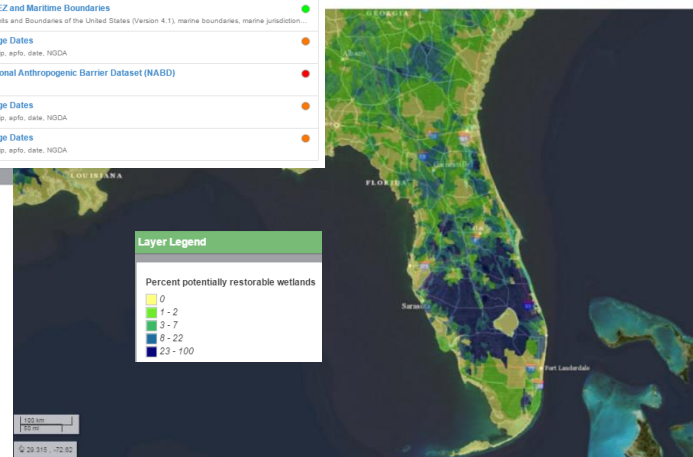 EZ and Maritime Boundaries
its and Boundaries of the United States (Version 4.1), marine boundaries, marine jurisdiction...
ge Dates
p, apfo, date, NGDA
onal Anthropogenic Barrier Dataset (NABD)
ge Dates
p, apfo, date, NGDA
ge Dates
p, apfo, date, NGDA
GEORGIA
LOUISIANA
FLORIDA
Layer Legend
Percent potentially restorable wetlands
0
1 - 2
3 - 7
8 - 22
23 - 100
Fort Lauderdale
100 km
50 mi
29.315 , -72.62